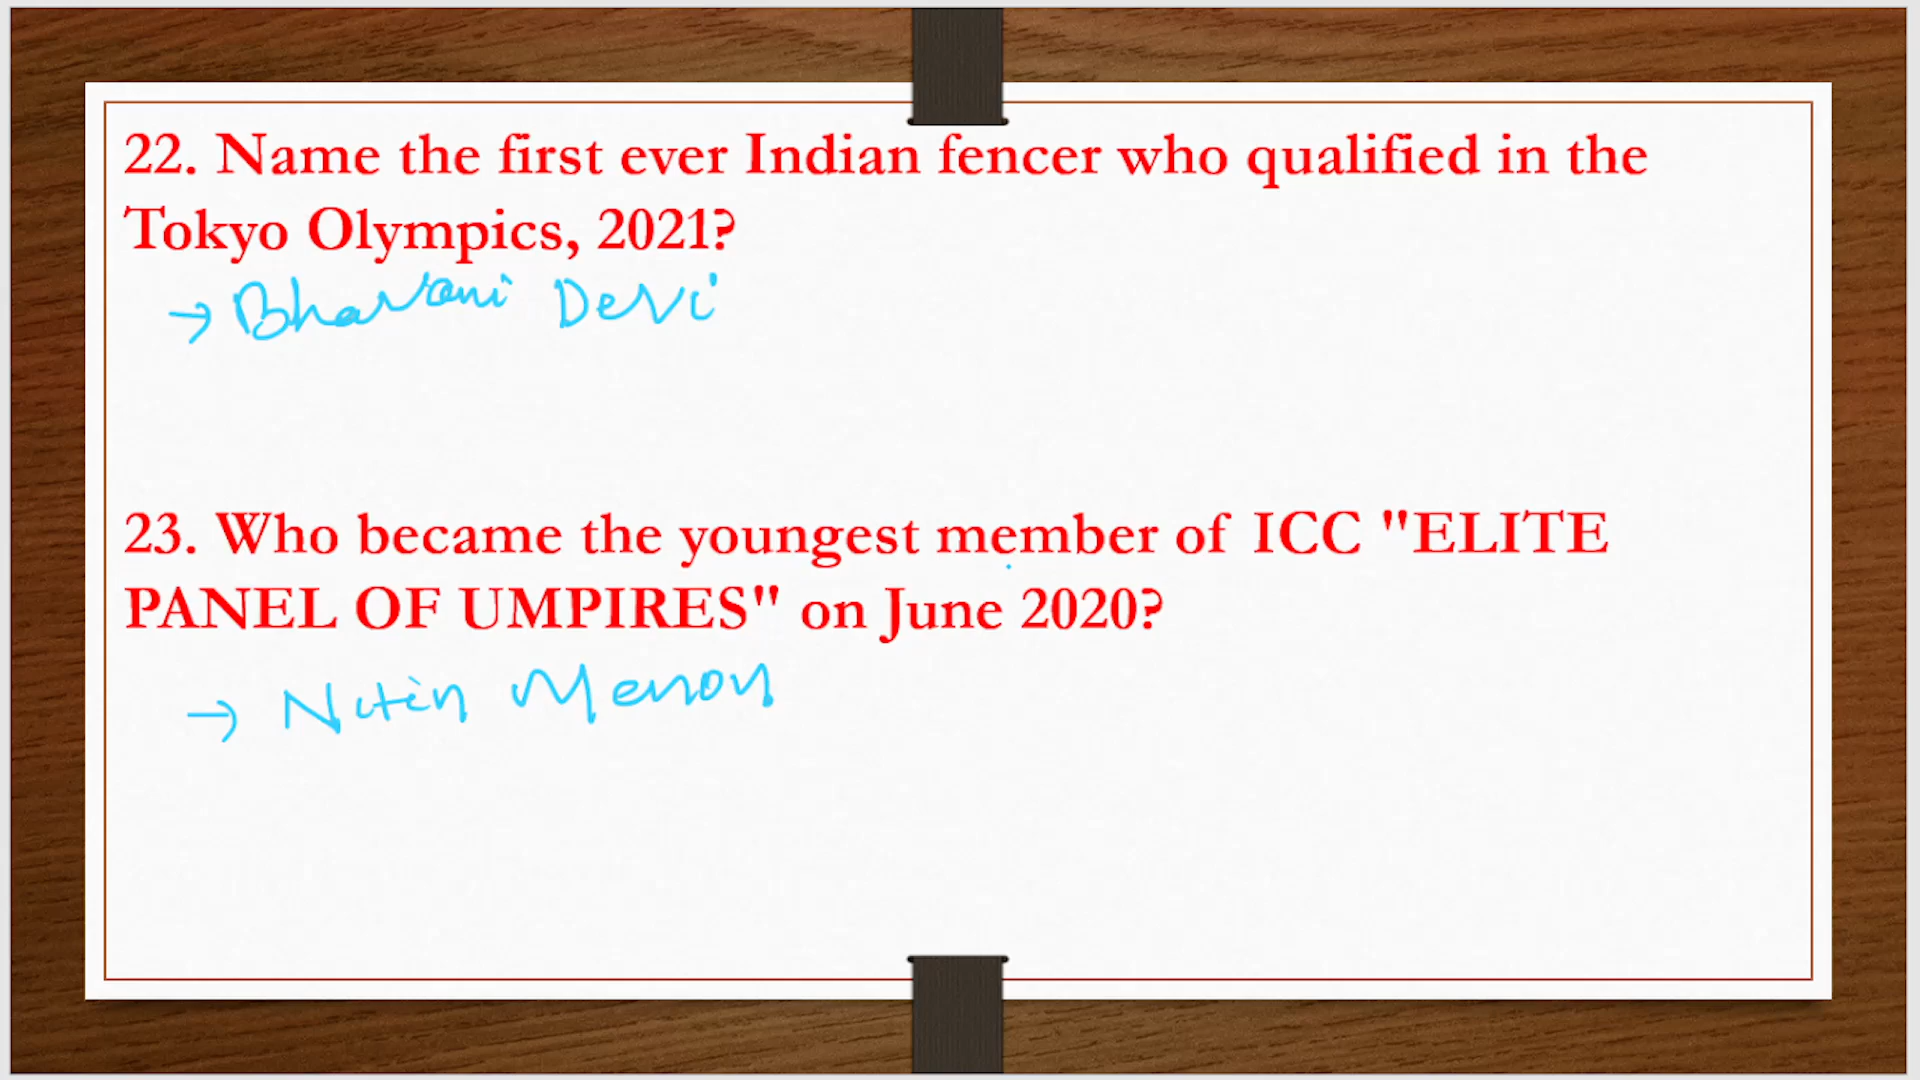 22. Name the first ever Indian fencer who qualified in the
Tokyo Olympics, 2021?
→ Bhavani Devi
23. Who became the youngest member of ICC "ELITE
PANEL OF UMPIRES" on June 2020?
→ Nitin Menon